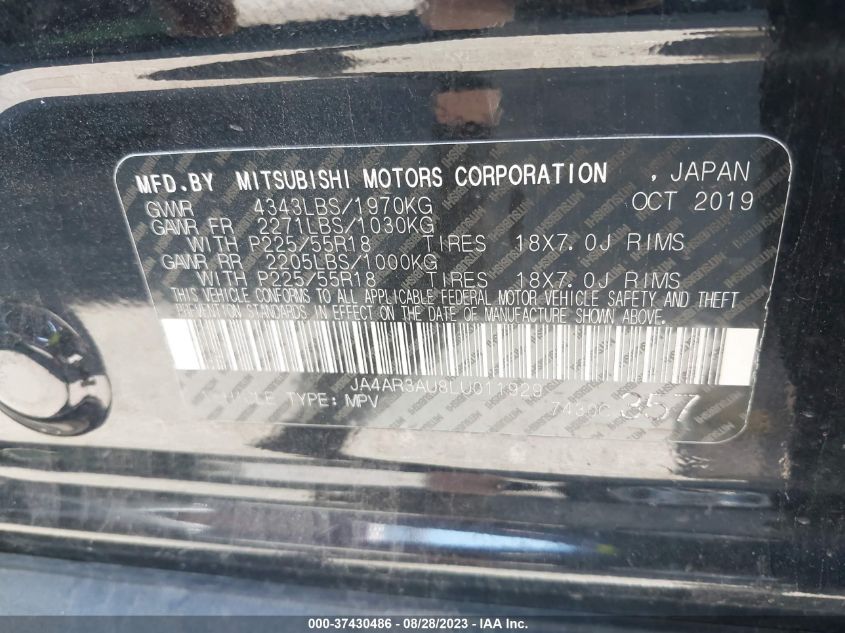 MFD.BY MITSUBISHI MOTORS CORPORATION , JAPAN
GVWR 4343LBS/1970KG OCT 2019
GAWR FR 2271LBS/1030KG
WITH P225/55R18 TIRES 18X7.0J RIMS
GAWR RR 2205LBS/1000KG
WITH P225/55R18 TIRES 18X7.0J RIMS
THIS VEHICLE CONFORMS TO ALL APPLICABLE FEDERAL MOTOR VEHICLE SAFETY AND THEFT
PREVENTION STANDARDS IN EFFECT ON THE DATE OF MANUFACTURE SHOWN ABOVE.
JA4AR3AU8LU011929
TYPE: MPV 357
000-37430486 - 08/28/2023 - © IAA Inc.